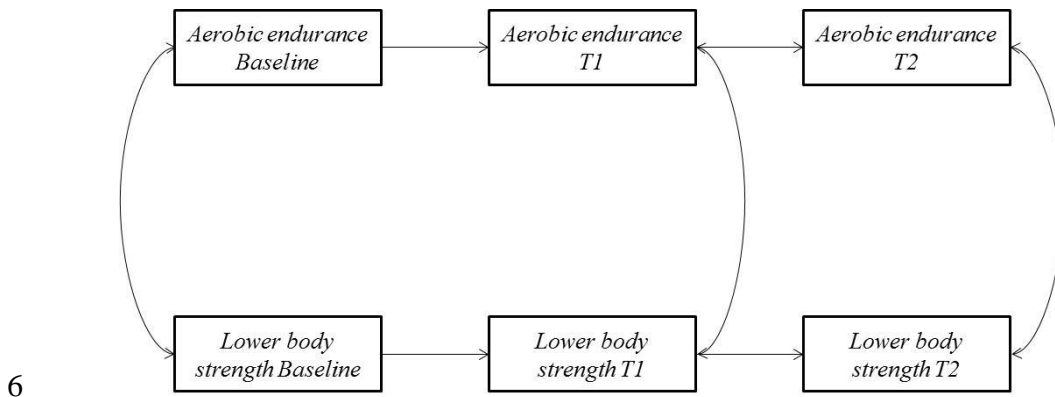 Aerobic endurance
Baseline
Aerobic endurance
T1
Aerobic endurance
T2
Lower body
strength Baseline
Lower body
strength T1
Lower body
strength T2
6